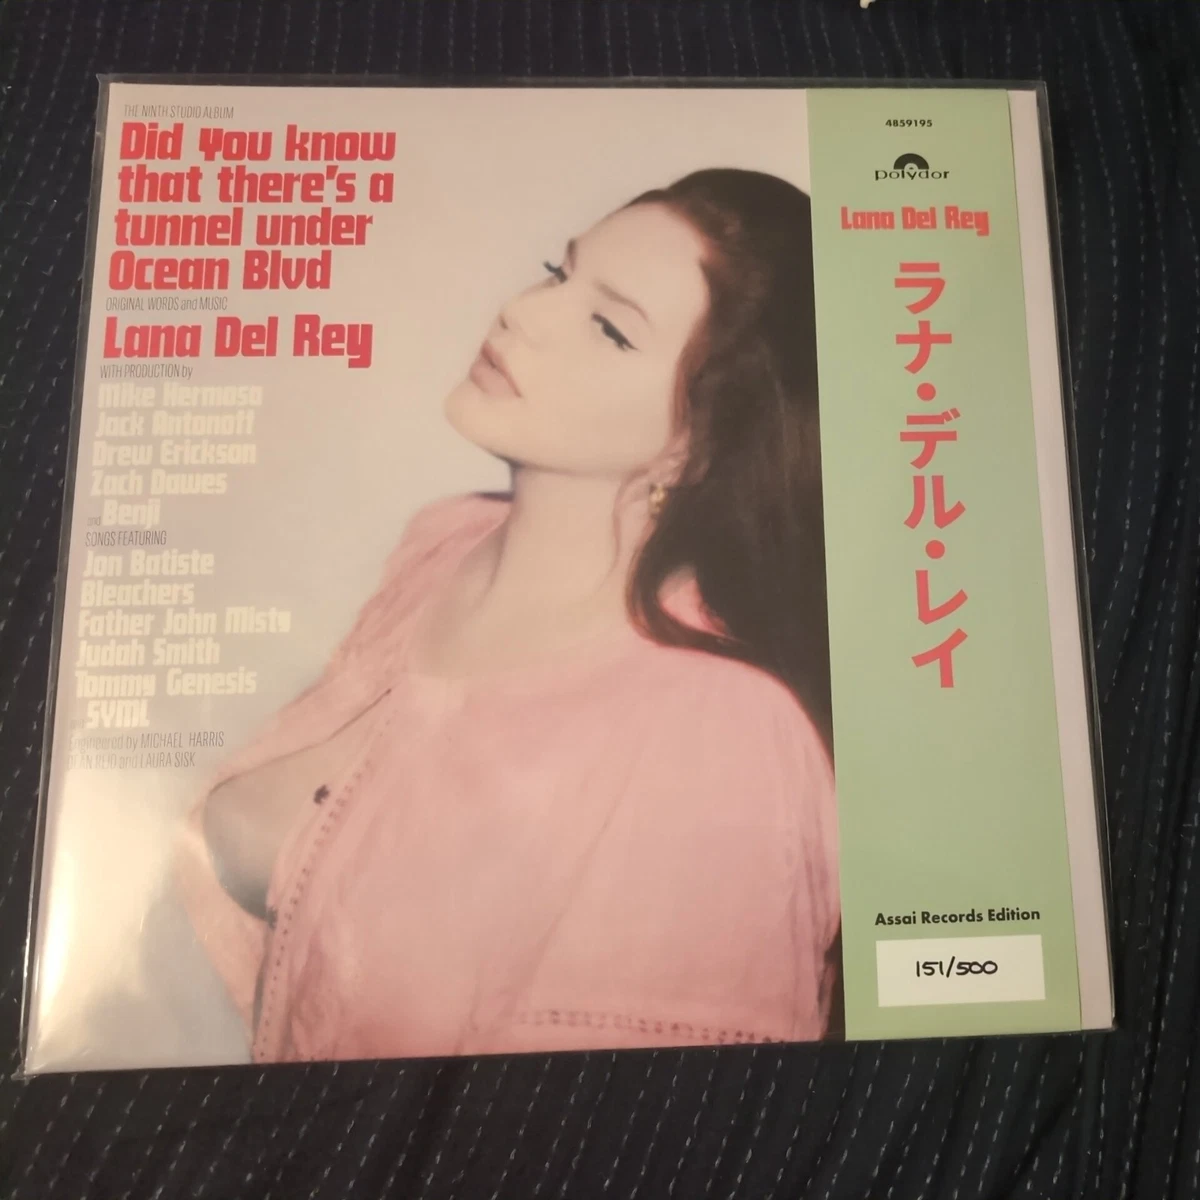 THE NINTH STUDIO ALBUM
Did you know
that there's a
tunnel under
Ocean Blvd
ORIGINAL WORDS and MUSIC
Lana Del Rey
WITH PRODUCTION by
Mike Hermosa
Jack Antonoff
Drew Erickson
Zach Dawes
and Benji
SONGS FEATURING
Jon Batiste
Bleachers
Father John Misty
Judah Smith
Tommy Genesis
SYML
Engineered by MICHAEL HARRIS
DEAN REID and LAURA SISK
4859195
polydor
Lana Del Rey
ラナ・デル・レイ
Assai Records Edition
151/500